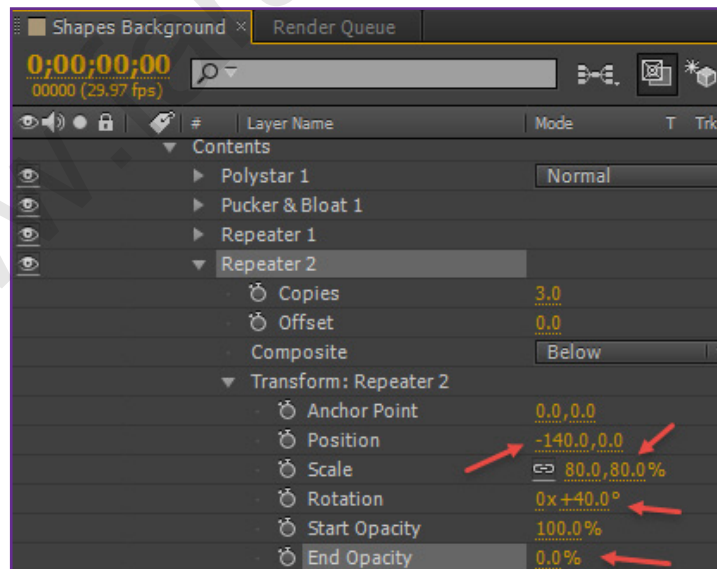 Shapes Background × Render Queue
0;00;00;00
00000 (29.97 fps)
# Layer Name Mode T Trk
Contents
Polystar 1 Normal
Pucker & Bloat 1
Repeater 1
Repeater 2
Copies 3.0
Offset 0.0
Composite Below
Transform: Repeater 2
Anchor Point 0.0,0.0
Position -140.0,0.0
Scale 80.0,80.0%
Rotation 0x+40.0°
Start Opacity 100.0%
End Opacity 0.0%